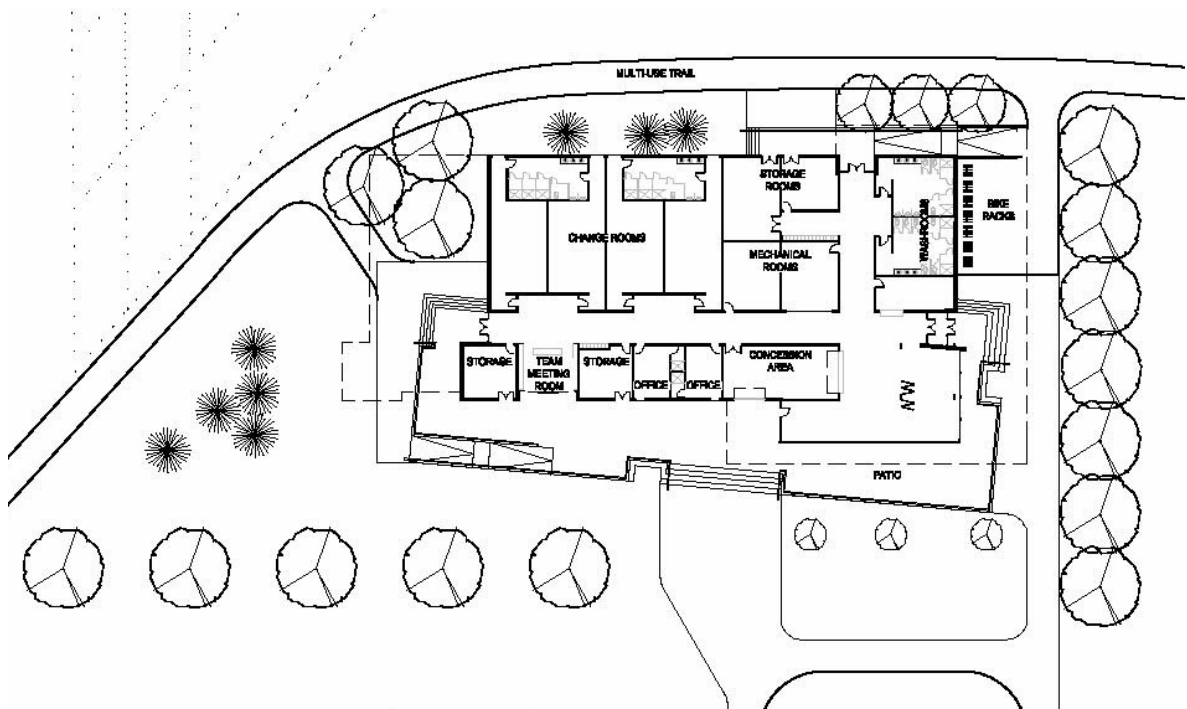 MULTI-USE TRAIL
STORAGE
ROOMS
WASHROOMS
BIKE
RACKS
CHANGE ROOMS
MECHANICAL
ROOMS
STORAGE
TEAM
MEETING
ROOM
STORAGE
OFFICE
OFFICE
CONCESSION
AREA
PATIO